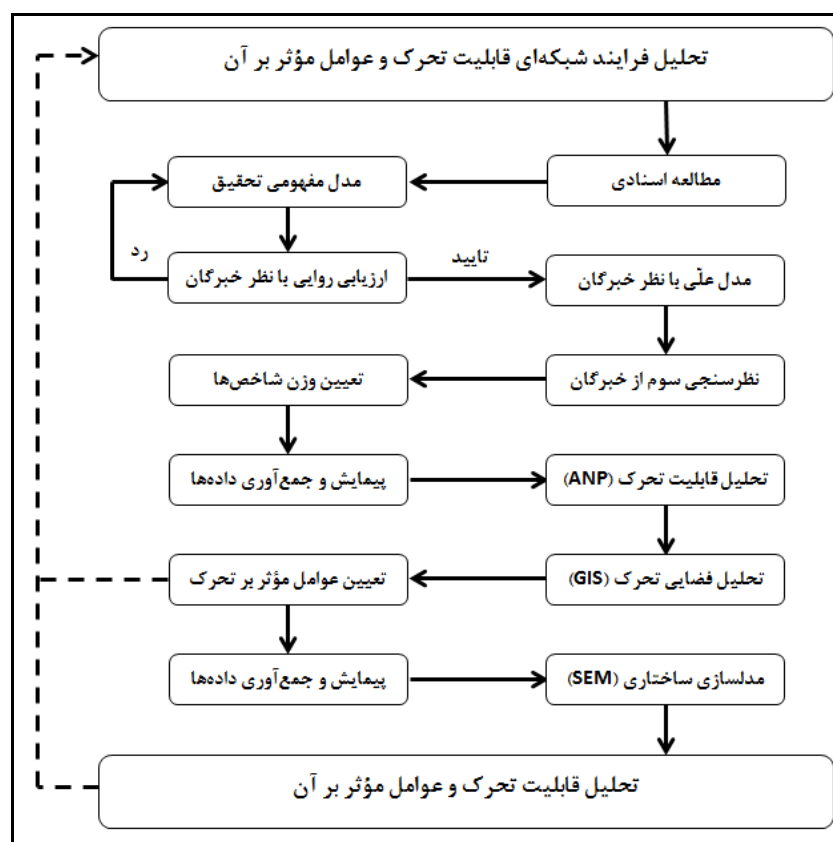 تحلیل فرایند شبکه‌ای قابلیت تحرک و عوامل مؤثر بر آن
مطالعه اسنادی
مدل مفهومی تحقیق
رد
ارزیابی روایی با نظر خبرگان
تایید
مدل علّی با نظر خبرگان
نظرسنجی سوم از خبرگان
تعیین وزن شاخص‌ها
پیمایش و جمع‌آوری داده‌ها
تحلیل قابلیت تحرک (ANP)
تحلیل فضایی تحرک (GIS)
تعیین عوامل مؤثر بر تحرک
پیمایش و جمع‌آوری داده‌ها
مدلسازی ساختاری (SEM)
تحلیل قابلیت تحرک و عوامل مؤثر بر آن